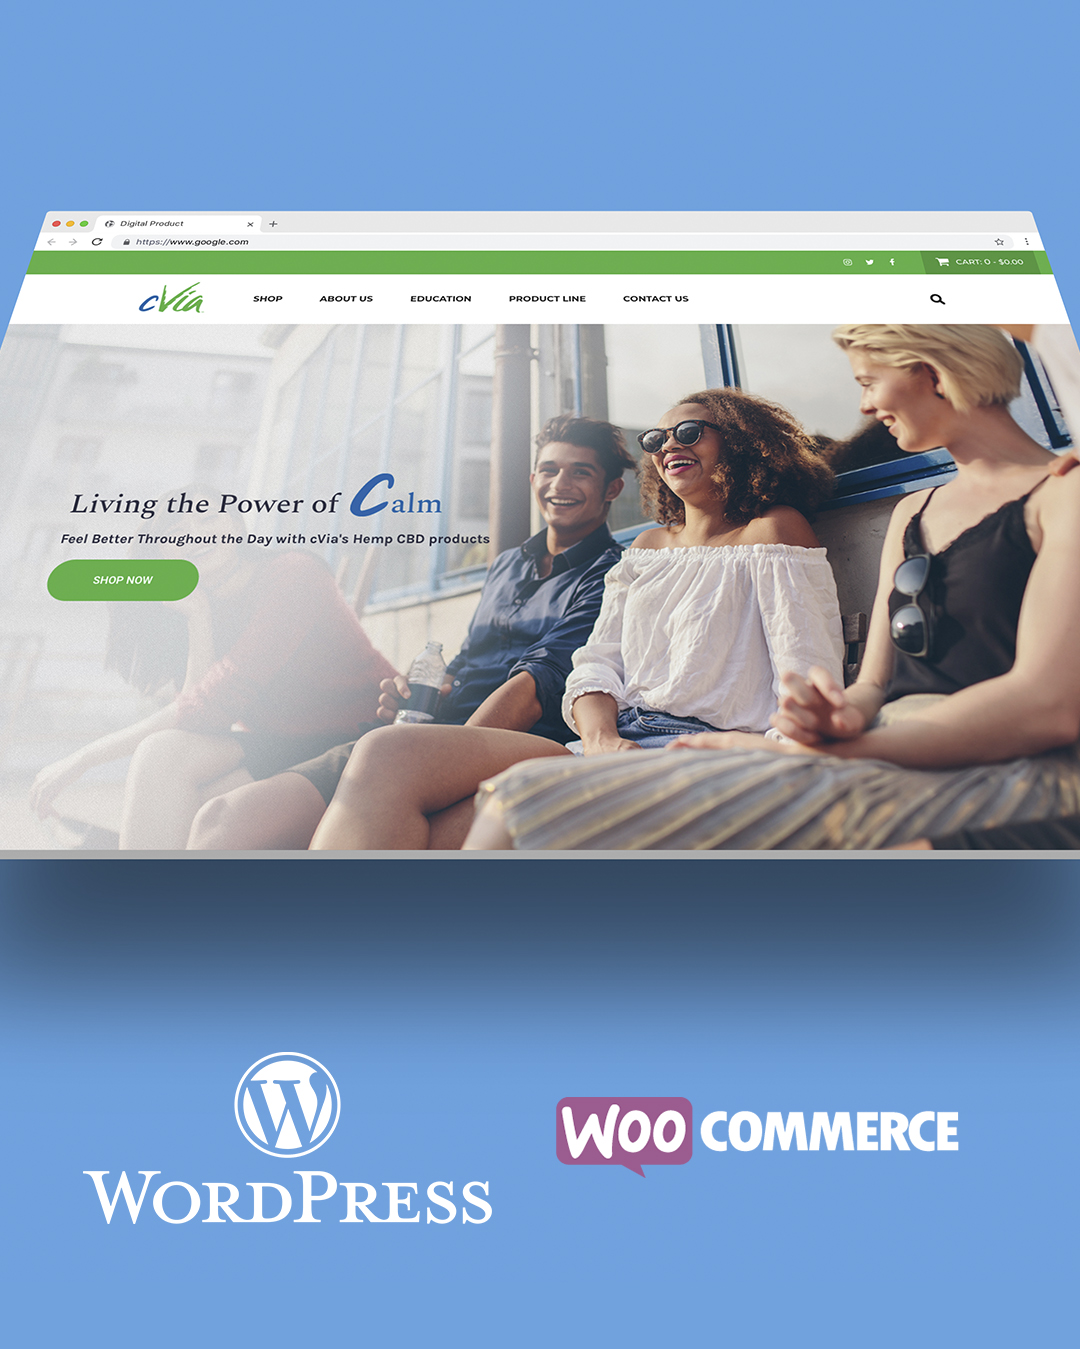 Digital Product
https://www.google.com
CART: 0 - $0.00
cVia
SHOP ABOUT US EDUCATION PRODUCT LINE CONTACT US
Living the Power of Calm
Feel Better Throughout the Day with cVia's Hemp CBD products
SHOP NOW
WORDPRESS
WOO COMMERCE